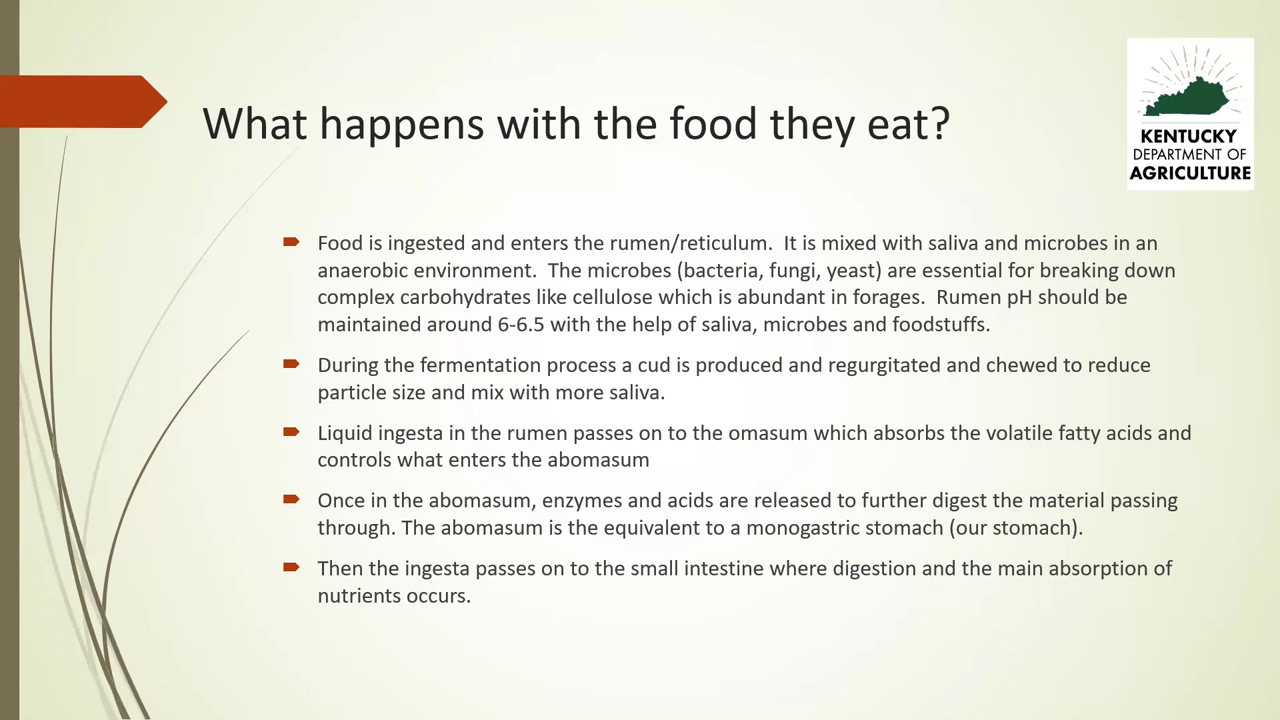 What happens with the food they eat?
KENTUCKY
DEPARTMENT OF
AGRICULTURE
Food is ingested and enters the rumen/reticulum.  It is mixed with saliva and microbes in an
anaerobic environment.  The microbes (bacteria, fungi, yeast) are essential for breaking down
complex carbohydrates like cellulose which is abundant in forages.  Rumen pH should be
maintained around 6-6.5 with the help of saliva, microbes and foodstuffs.
During the fermentation process a cud is produced and regurgitated and chewed to reduce
particle size and mix with more saliva.
Liquid ingesta in the rumen passes on to the omasum which absorbs the volatile fatty acids and
controls what enters the abomasum
Once in the abomasum, enzymes and acids are released to further digest the material passing
through. The abomasum is the equivalent to a monogastric stomach (our stomach).
Then the ingesta passes on to the small intestine where digestion and the main absorption of
nutrients occurs.